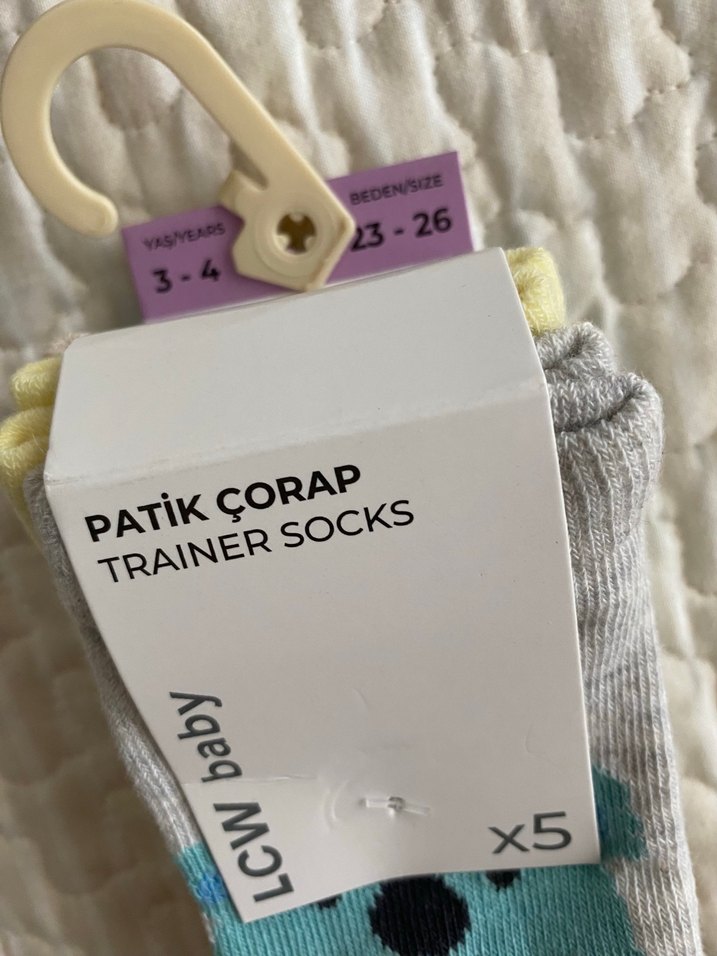 YAŞ/YEARS
3 - 4
BEDEN/SIZE
23 - 26
PATİK ÇORAP
TRAINER SOCKS
LCW baby
x5